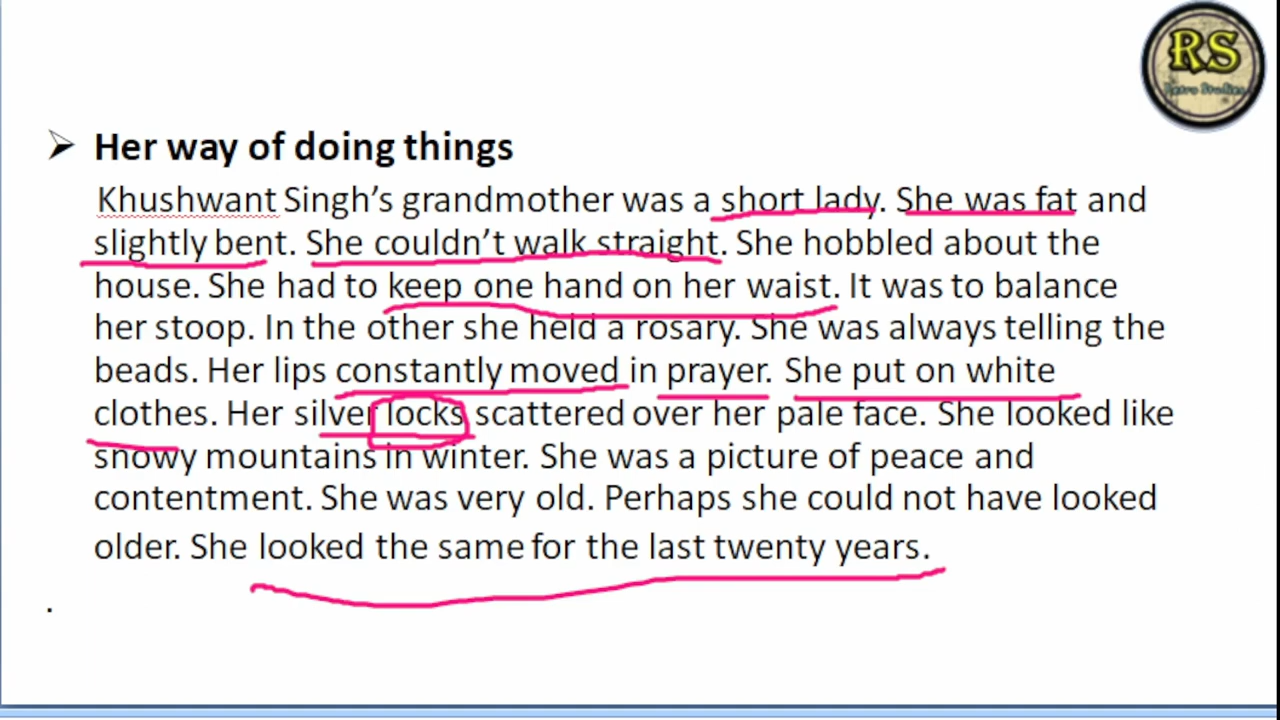 RS
Retro Studies
➢ Her way of doing things
Khushwant Singh’s grandmother was a short lady. She was fat and
slightly bent. She couldn’t walk straight. She hobbled about the
house. She had to keep one hand on her waist. It was to balance
her stoop. In the other she held a rosary. She was always telling the
beads. Her lips constantly moved in prayer. She put on white
clothes. Her silver locks scattered over her pale face. She looked like
snowy mountains in winter. She was a picture of peace and
contentment. She was very old. Perhaps she could not have looked
older. She looked the same for the last twenty years.
.